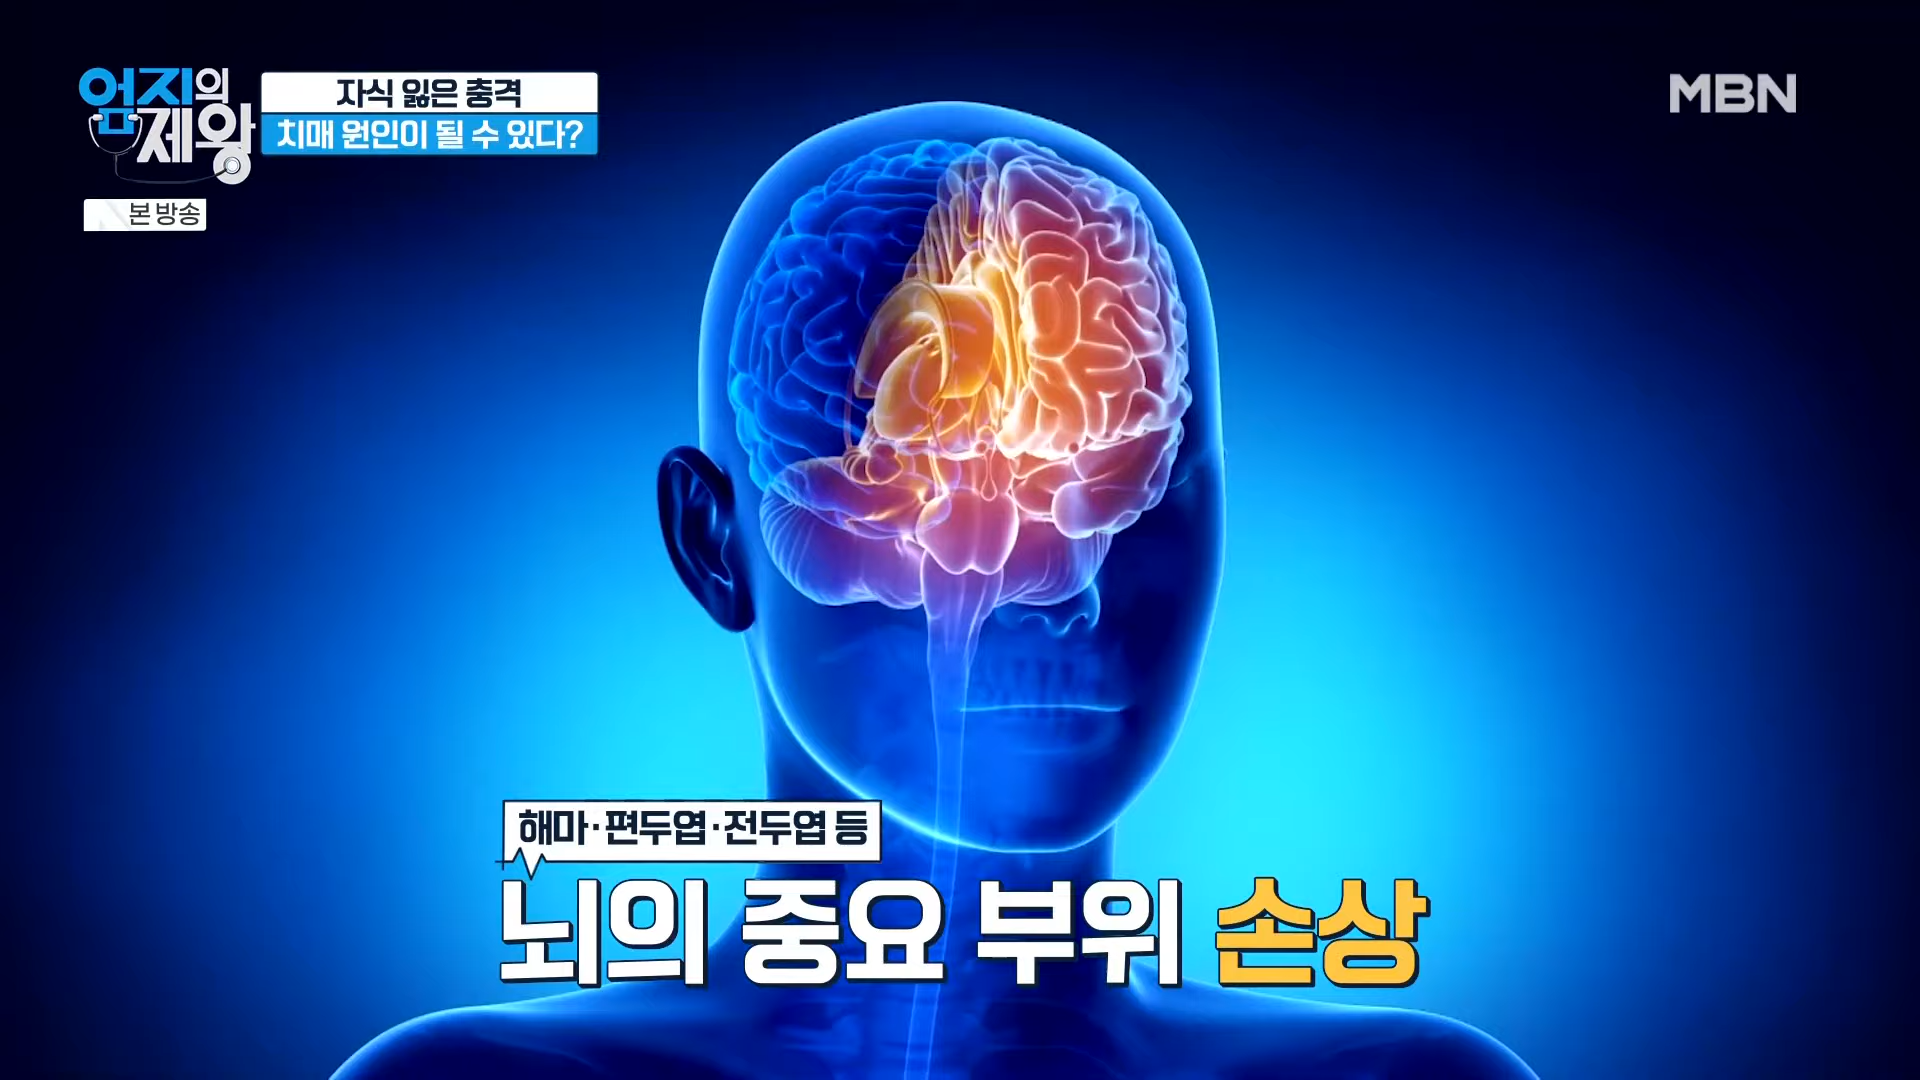 엄지의
제왕
자식 잃은 충격
치매 원인이 될 수 있다?
MBN
본 방송
해마·편두엽·전두엽 등
뇌의 중요 부위 손상